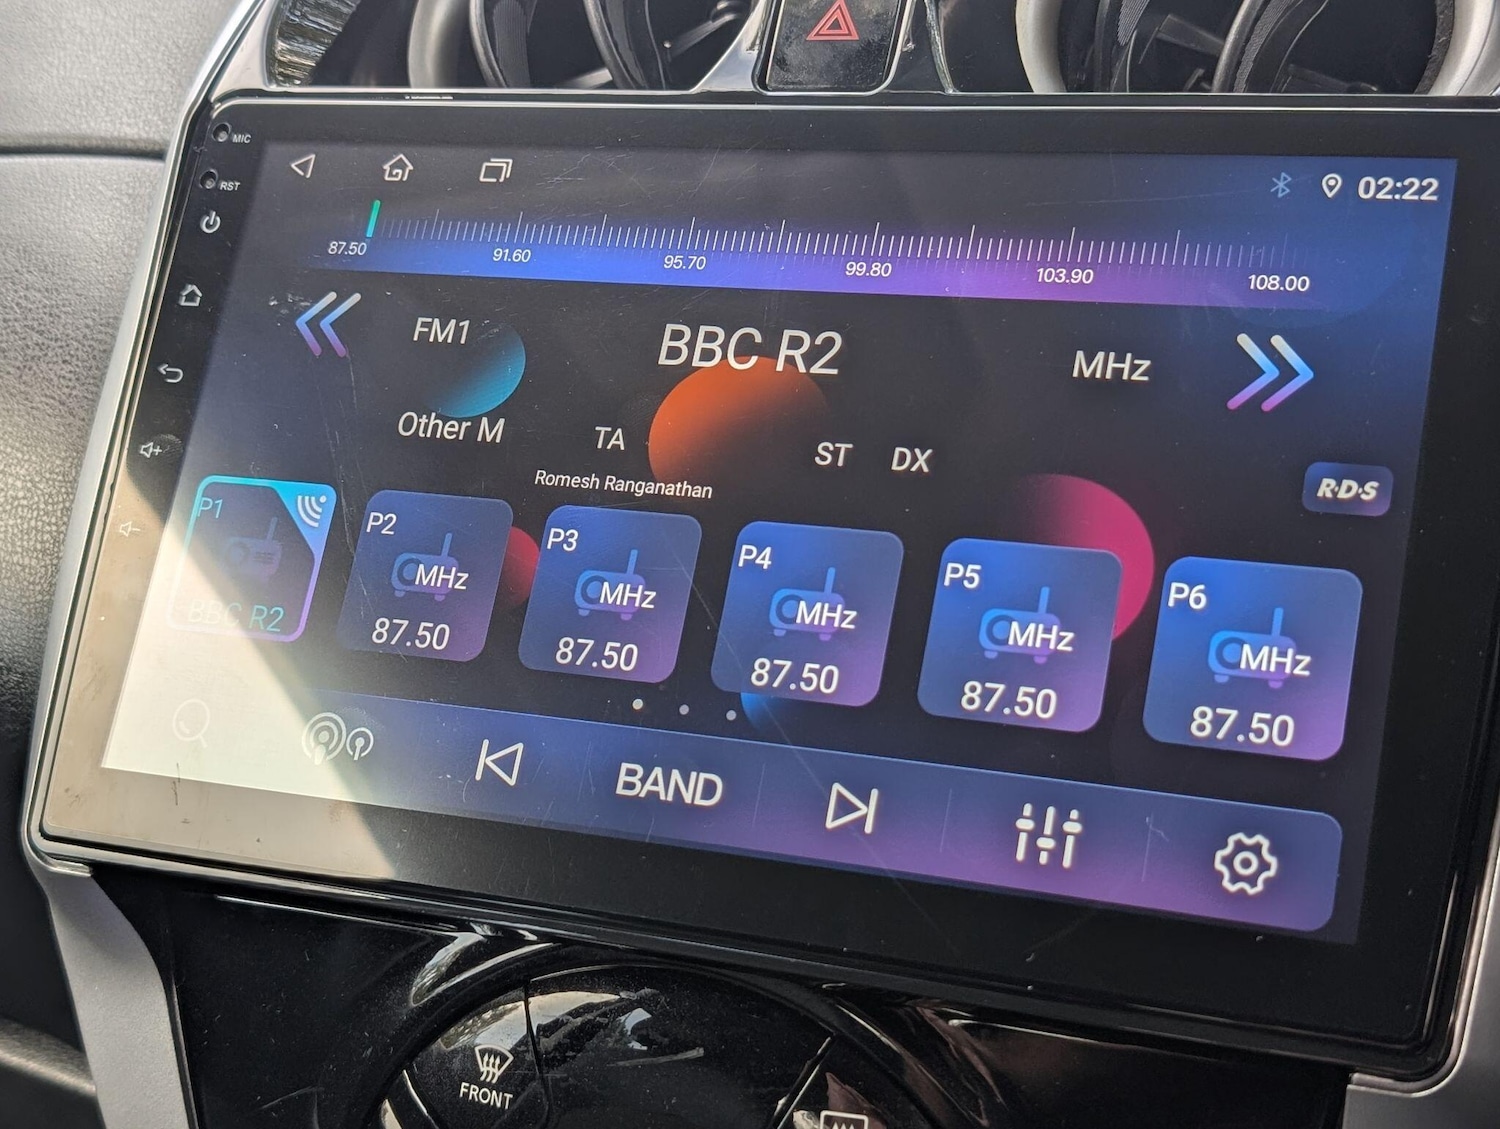 MIC
RST
02:22
87.50 91.60 95.70 99.80 103.90 108.00
FM1 BBC R2 MHz
Other M TA ST DX
Romesh Ranganathan
R·D·S
P1
BBC R2
P2
MHz
87.50
P3
MHz
87.50
P4
MHz
87.50
P5
MHz
87.50
P6
MHz
87.50
BAND
FRONT